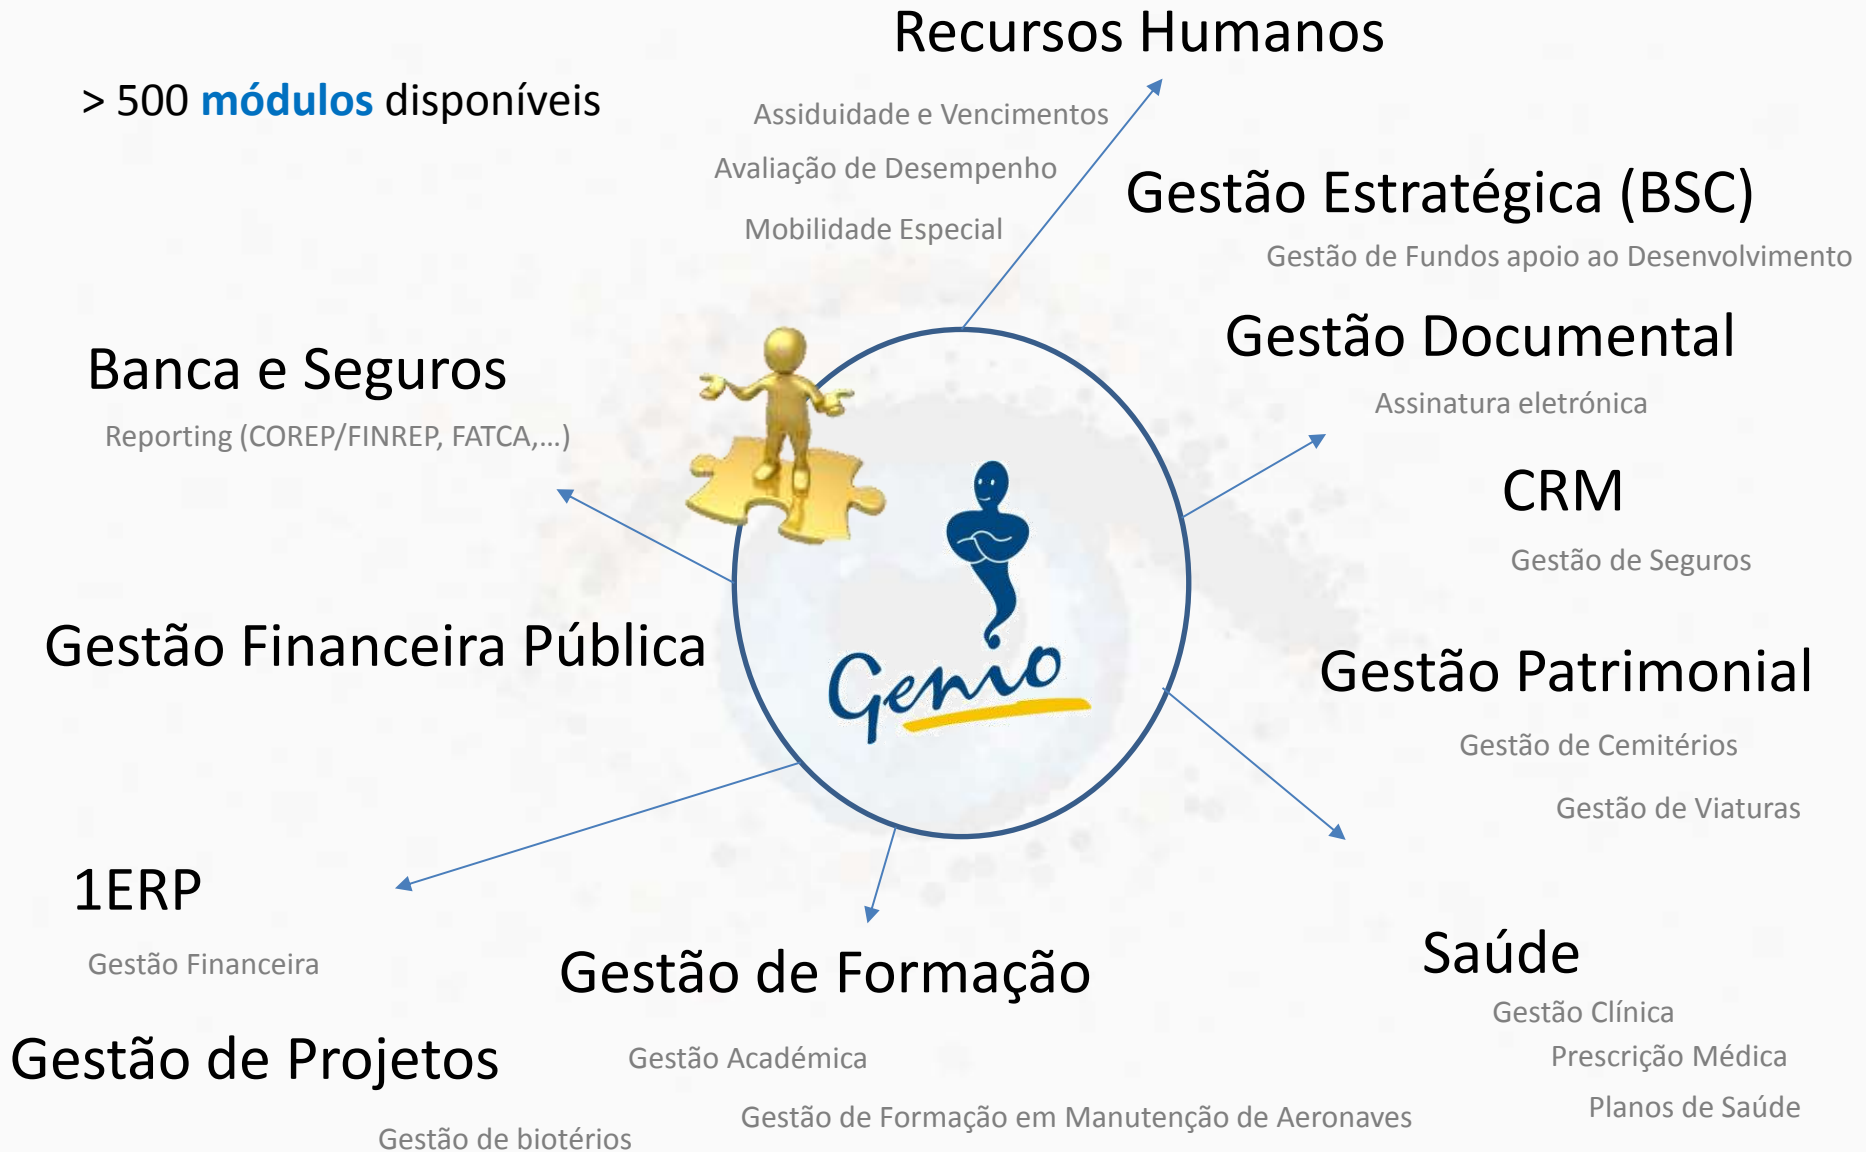 Recursos Humanos
> 500 módulos disponíveis
Assiduidade e Vencimentos
Avaliação de Desempenho
Mobilidade Especial
Gestão Estratégica (BSC)
Gestão de Fundos apoio ao Desenvolvimento
Gestão Documental
Assinatura eletrónica
Banca e Seguros
Reporting (COREP/FINREP, FATCA,...)
CRM
Gestão de Seguros
Gestão Financeira Pública
Genio
Gestão Patrimonial
Gestão de Cemitérios
Gestão de Viaturas
1ERP
Gestão Financeira
Gestão de Formação
Saúde
Gestão Clínica
Gestão de Projetos
Gestão Académica
Prescrição Médica
Gestão de biotérios
Gestão de Formação em Manutenção de Aeronaves
Planos de Saúde